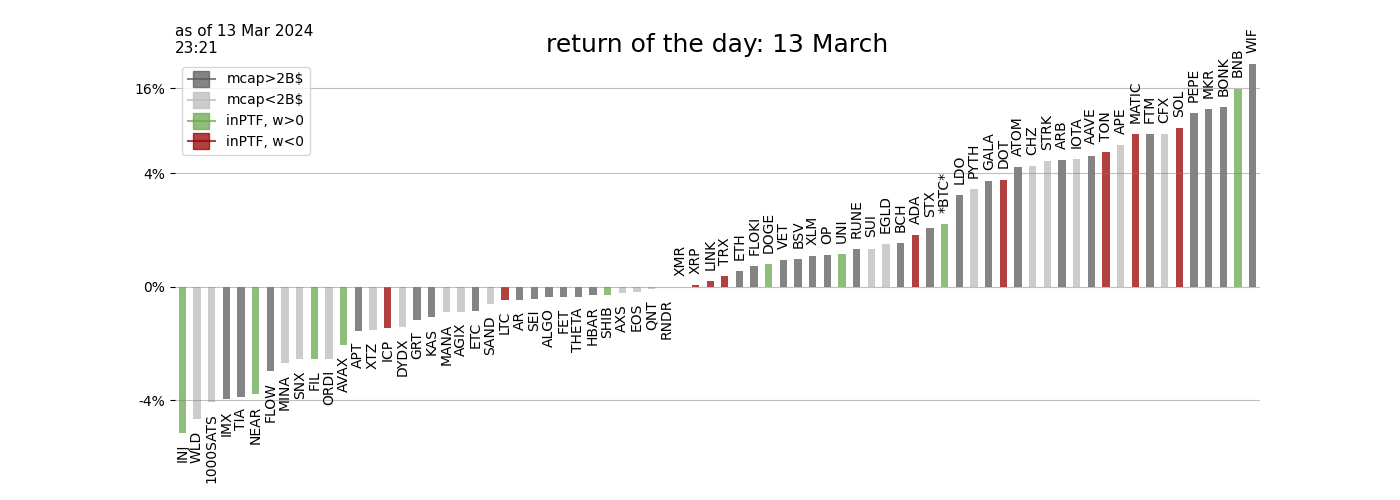 as of 13 Mar 2024
23:21
return of the day: 13 March
mcap>2B$
mcap<2B$
inPTF, w>0
inPTF, w<0
16%
4%
0%
-4%
INJ
WLD
1000SATS
IMX
TIA
NEAR
FLOW
MINA
SNX
FIL
ORDI
AVAX
APT
XTZ
ICP
DYDX
GRT
KAS
MANA
AGIX
ETC
SAND
LTC
AR
SEI
ALGO
FET
THETA
HBAR
SHIB
AXS
EOS
QNT
RNDR
XMR
XRP
LINK
TRX
ETH
FLOKI
DOGE
VET
BSV
XLM
OP
UNI
RUNE
SUI
EGLD
BCH
ADA
STX
*BTC*
LDO
PYTH
GALA
DOT
ATOM
CHZ
STRK
ARB
IOTA
AAVE
TON
APE
MATIC
FTM
CFX
SOL
PEPE
MKR
BONK
BNB
WIF